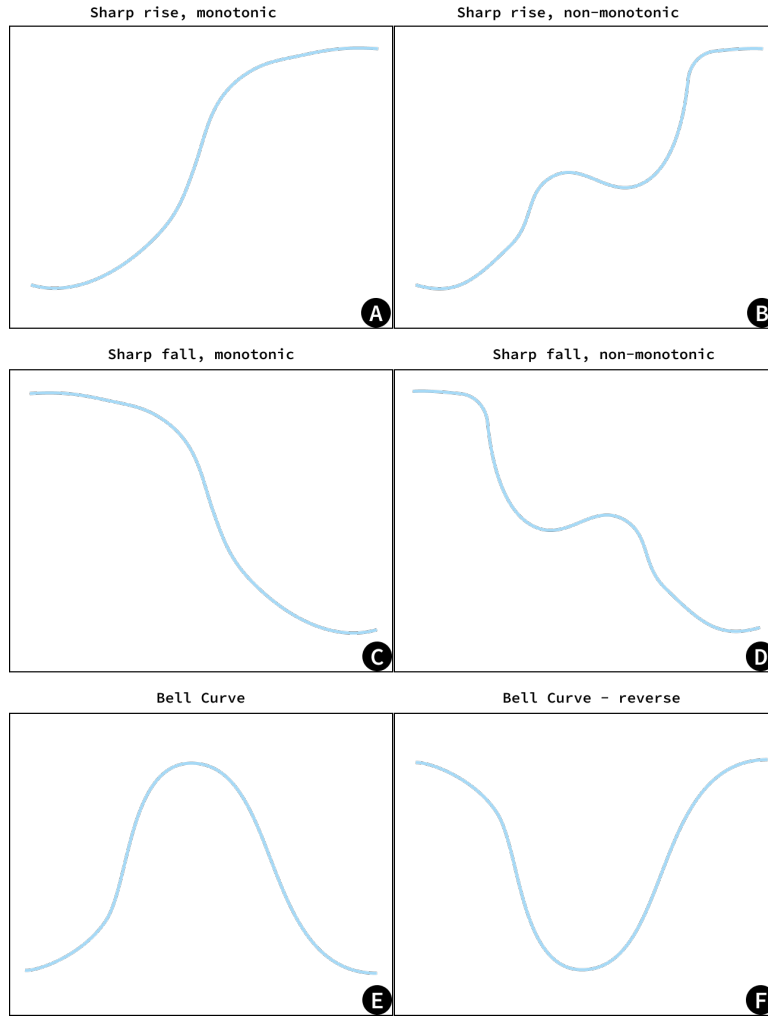 Sharp rise, monotonic
Sharp rise, non-monotonic
A
B
Sharp fall, monotonic
Sharp fall, non-monotonic
C
D
Bell Curve
Bell Curve - reverse
E
F